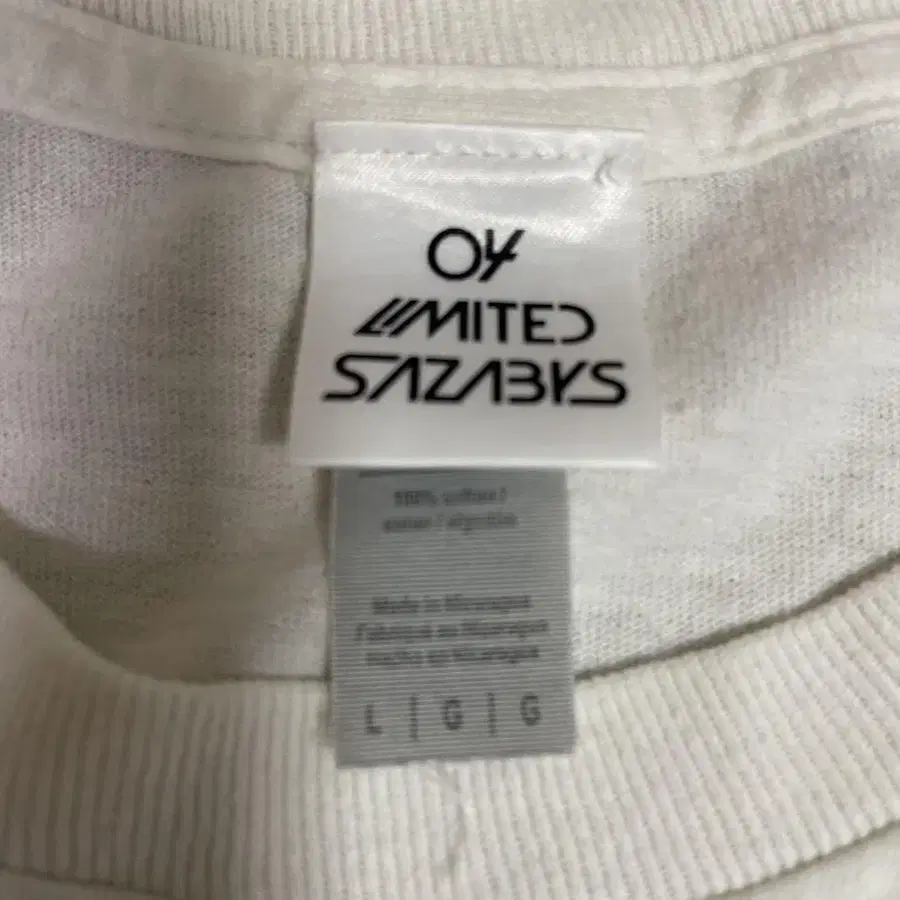 04
LIMITED
SAZABYS
100% cotton /
coton / algodón
Made in Nicaragua
Fabriqué au Nicaragua
Hecho en Nicaragua
L | G | G